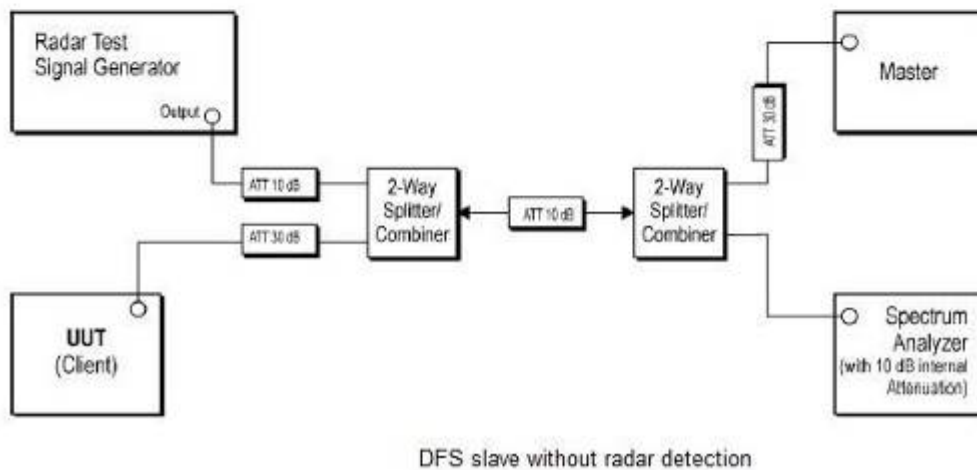 Radar Test
Signal Generator
Output
Master
ATT 30 dB
ATT 10 dB
2-Way
Splitter/
Combiner
ATT 10 dB
2-Way
Splitter/
Combiner
ATT 30 dB
UUT
(Client)
Spectrum
Analyzer
(with 10 dB internal
Attenuation)
DFS slave without radar detection